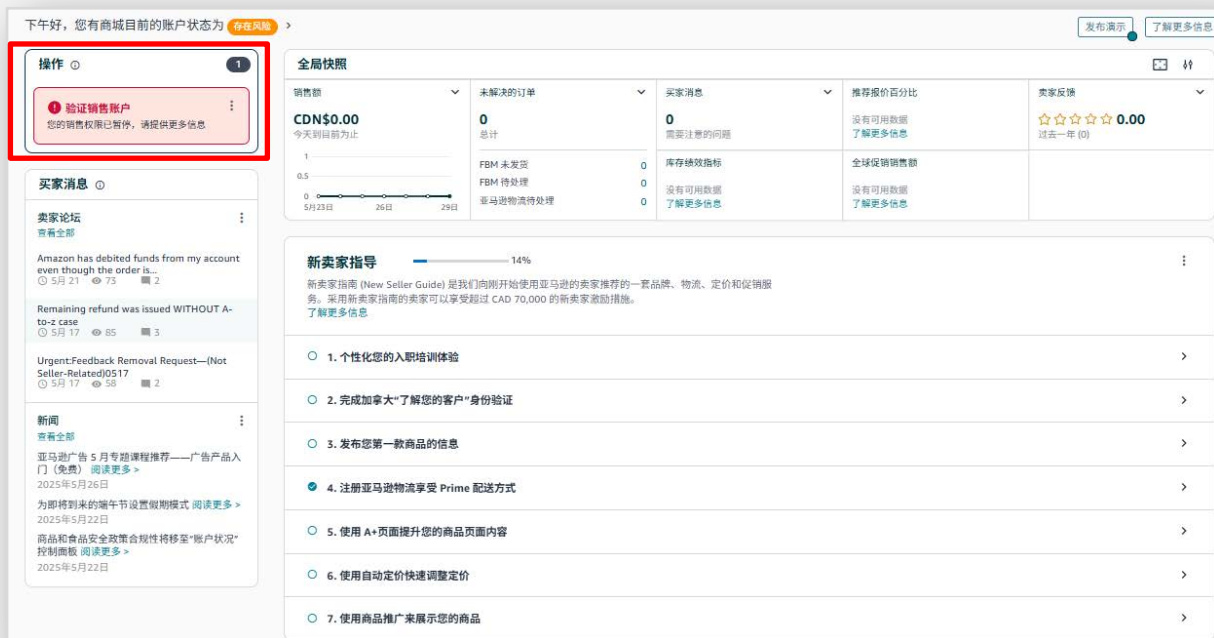 下午好，您有商城目前的账户状态为 存在风险
发布演示
了解更多信息
操作
1
验证销售账户
您的销售权限已暂停，请提供更多信息
买家消息
卖家论坛
查看全部
Amazon has debited funds from my account
even though the order is...
5月 21 73 2
Remaining refund was issued WITHOUT A-
to-z case
5月 17 85 3
Urgent:Feedback Removal Request—(Not
Seller-Related)0517
5月 17 58 2
新闻
查看全部
亚马逊广告 5 月专题课程推荐——广告产品入
门（免费） 阅读更多 >
2025年5月26日
为即将到来的端午节设置假期模式 阅读更多 >
2025年5月22日
商品和食品安全政策合规性将移至“账户状况”
控制面板 阅读更多 >
2025年5月22日
全局快照
销售额
CDN$0.00
今天到目前为止
1
0.5
0
5月23日 26日 29日
未解决的订单
0
总计
FBM 未发货 0
FBM 待处理 0
亚马逊物流待处理 0
买家消息
0
需要注意的问题
库存绩效指标
没有可用数据
了解更多信息
推荐报价百分比
没有可用数据
了解更多信息
全球促销销售额
没有可用数据
了解更多信息
卖家反馈
0.00
过去一年 (0)
新卖家指导
14%
新卖家指南 (New Seller Guide) 是我们向刚开始使用亚马逊的卖家推荐的一套品牌、物流、定价和促销服
务。采用新卖家指南的卖家可以享受超过 CAD 70,000 的新卖家激励措施。
了解更多信息
1. 个性化您的入职培训体验
2. 完成加拿大“了解您的客户”身份验证
3. 发布您第一款商品的信息
4. 注册亚马逊物流享受 Prime 配送方式
5. 使用 A+页面提升您的商品页面内容
6. 使用自动定价快速调整定价
7. 使用商品推广来展示您的商品